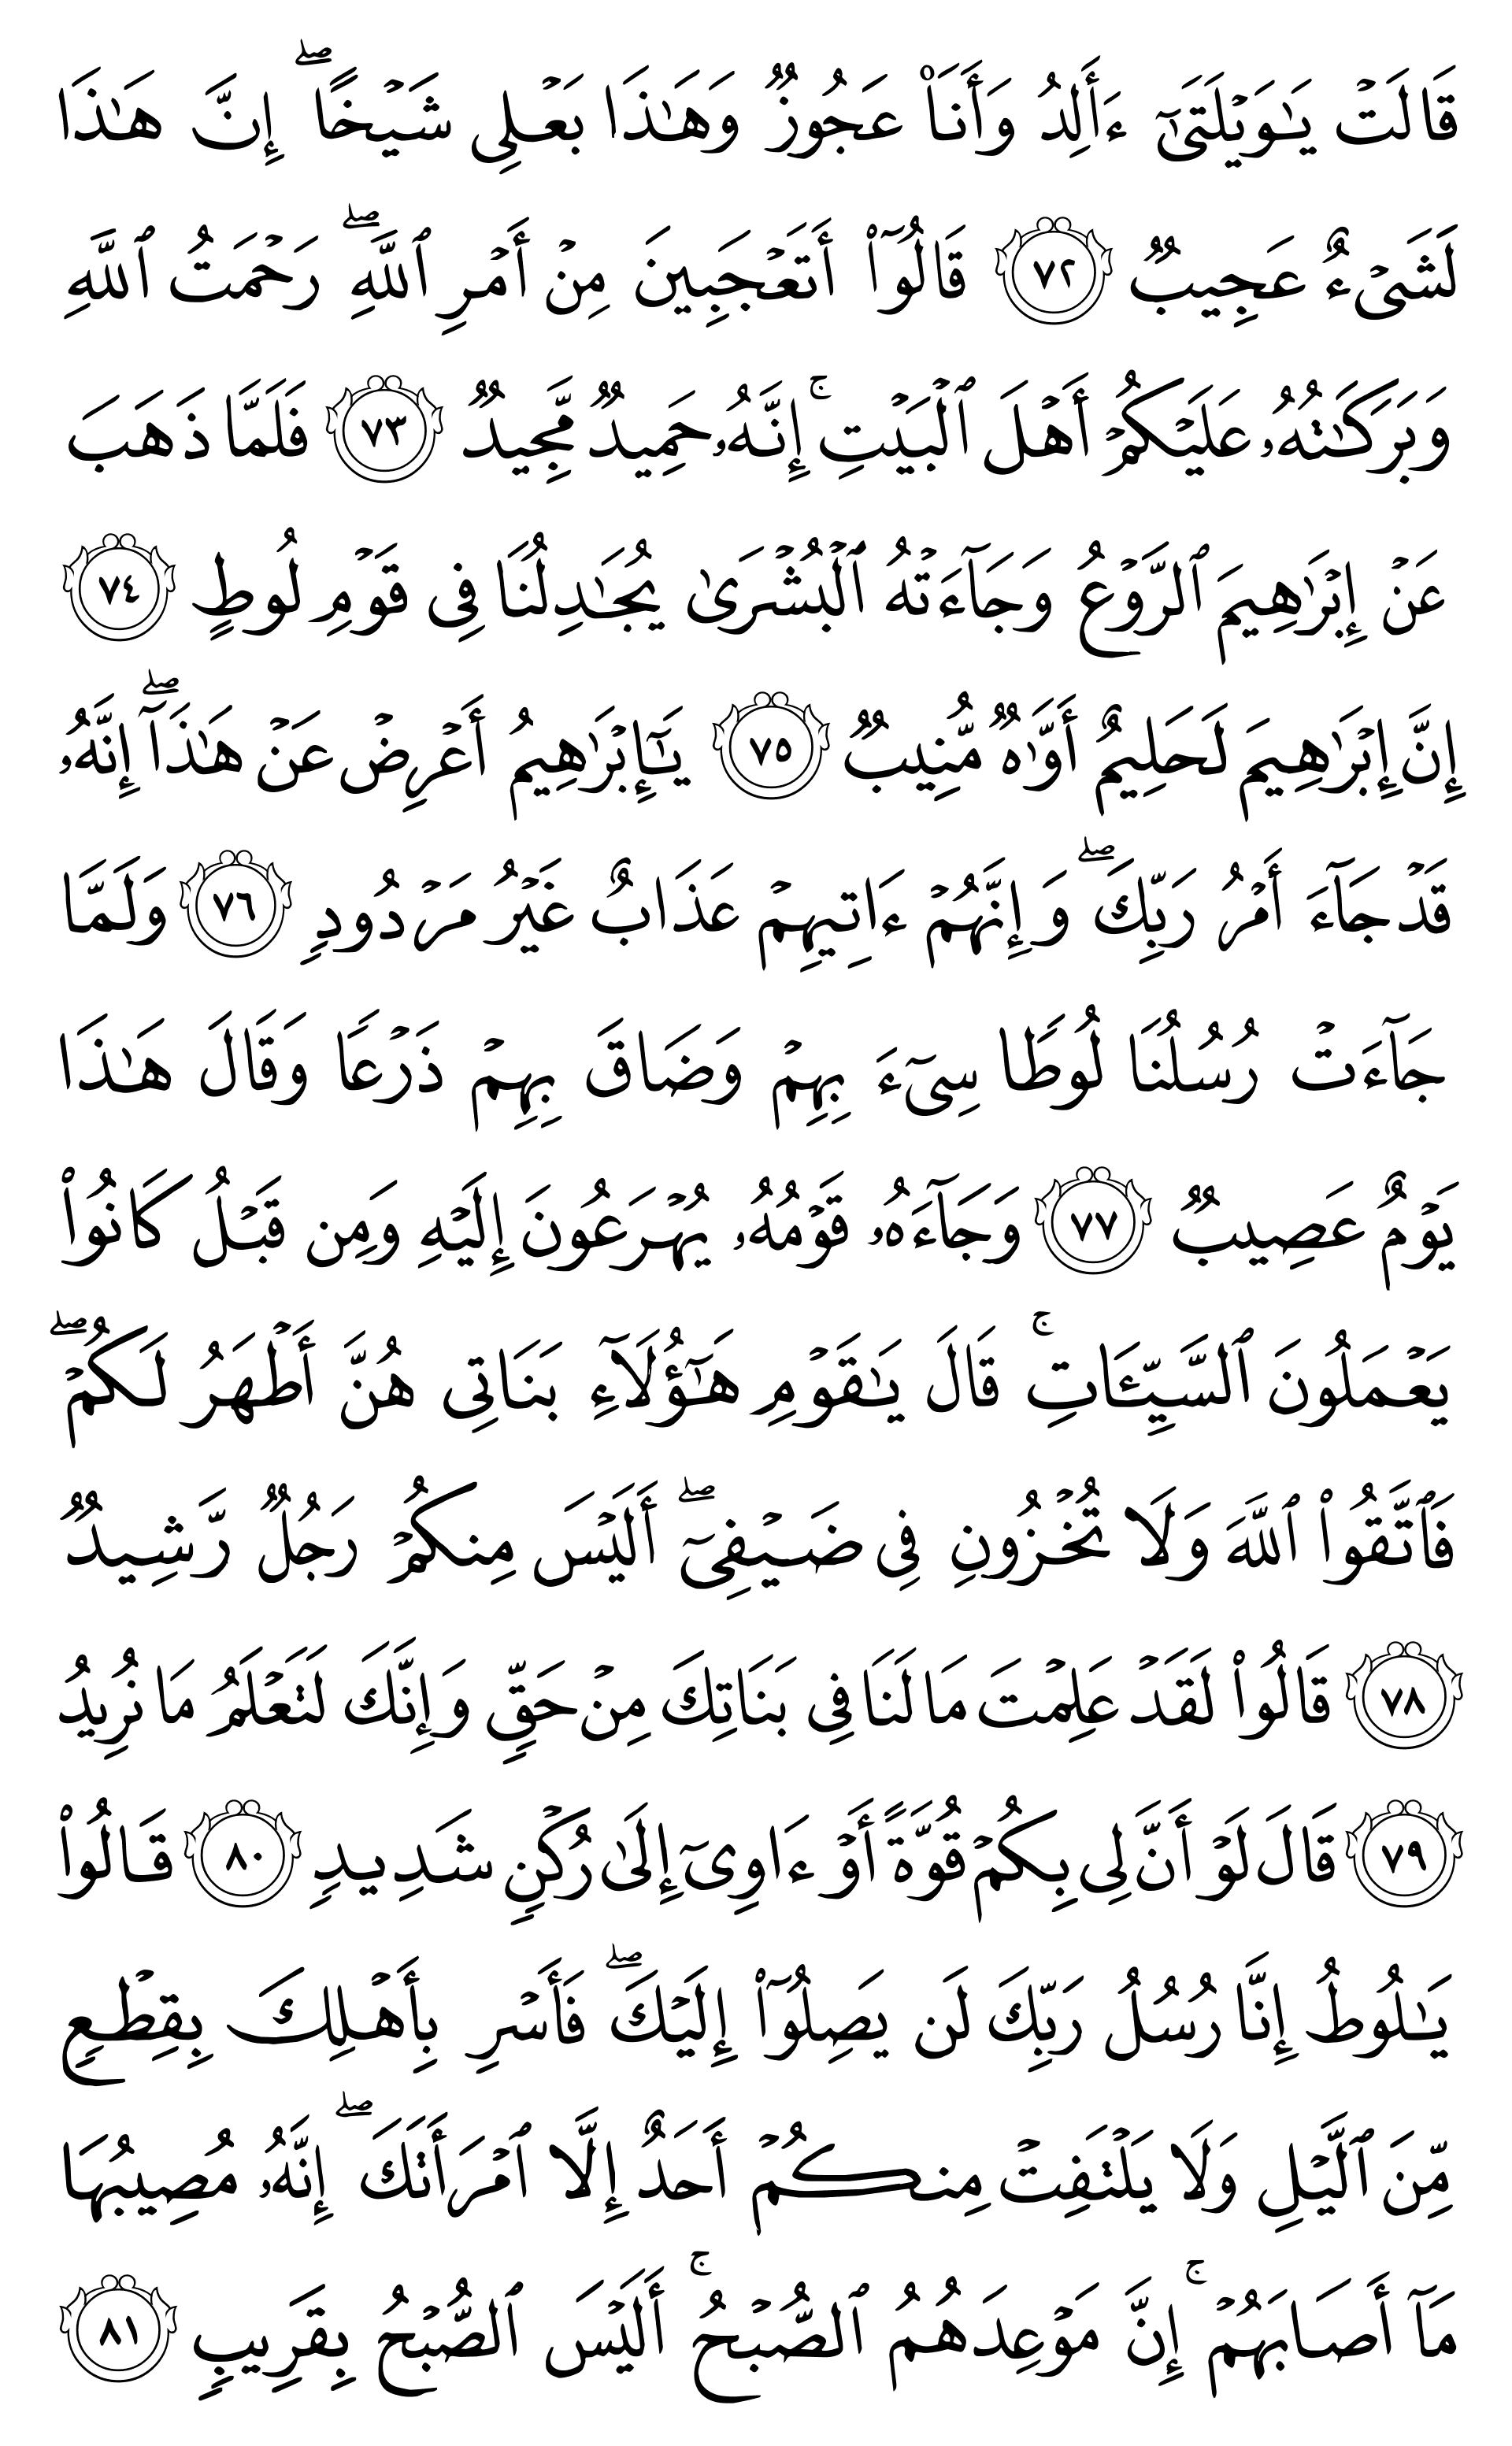 قَالَتۡ يَٰوَيۡلَتَىٰٓ ءَأَلِدُ وَأَنَا۠ عَجُوزٞ وَهَٰذَا بَعۡلِي شَيۡخًاۖ إِنَّ هَٰذَا
لَشَيۡءٌ عَجِيبٞ ٧٢ قَالُوٓاْ أَتَعۡجَبِينَ مِنۡ أَمۡرِ ٱللَّهِۖ رَحۡمَتُ ٱللَّهِ
وَبَرَكَٰتُهُۥ عَلَيۡكُمۡ أَهۡلَ ٱلۡبَيۡتِۚ إِنَّهُۥ حَمِيدٞ مَّجِيدٞ ٧٣ فَلَمَّا ذَهَبَ
عَنۡ إِبۡرَٰهِيمَ ٱلرَّوۡعُ وَجَآءَتۡهُ ٱلۡبُشۡرَىٰ يُجَٰدِلُنَا فِي قَوۡمِ لُوطٍ ٧٤
إِنَّ إِبۡرَٰهِيمَ لَحَلِيمٌ أَوَّٰهٞ مُّنِيبٞ ٧٥ يَٰٓإِبۡرَٰهِيمُ أَعۡرِضۡ عَنۡ هَٰذَآۖ إِنَّهُۥ
قَدۡ جَآءَ أَمۡرُ رَبِّكَۖ وَإِنَّهُمۡ ءَاتِيهِمۡ عَذَابٌ غَيۡرُ مَرۡدُودٖ ٧٦ وَلَمَّا
جَآءَتۡ رُسُلُنَا لُوطٗا سِيٓءَ بِهِمۡ وَضَاقَ بِهِمۡ ذَرۡعٗا وَقَالَ هَٰذَا
يَوۡمٌ عَصِيبٞ ٧٧ وَجَآءَهُۥ قَوۡمُهُۥ يُهۡرَعُونَ إِلَيۡهِ وَمِن قَبۡلُ كَانُواْ
يَعۡمَلُونَ ٱلسَّيِّـَٔاتِۚ قَالَ يَٰقَوۡمِ هَٰٓؤُلَآءِ بَنَاتِي هُنَّ أَطۡهَرُ لَكُمۡۖ
فَٱتَّقُواْ ٱللَّهَ وَلَا تُخۡزُونِ فِي ضَيۡفِيٓۖ أَلَيۡسَ مِنكُمۡ رَجُلٞ رَّشِيدٞ
٧٨ قَالُواْ لَقَدۡ عَلِمۡتَ مَا لَنَا فِي بَنَاتِكَ مِنۡ حَقّٖ وَإِنَّكَ لَتَعۡلَمُ مَا نُرِيدُ
٧٩ قَالَ لَوۡ أَنَّ لِي بِكُمۡ قُوَّةً أَوۡ ءَاوِيٓ إِلَىٰ رُكۡنٖ شَدِيدٖ ٨٠ قَالُواْ
يَٰلُوطُ إِنَّا رُسُلُ رَبِّكَ لَن يَصِلُوٓاْ إِلَيۡكَۖ فَأَسۡرِ بِأَهۡلِكَ بِقِطۡعٖ
مِّنَ ٱلَّيۡلِ وَلَا يَلۡتَفِتۡ مِنكُمۡ أَحَدٌ إِلَّا ٱمۡرَأَتَكَۖ إِنَّهُۥ مُصِيبُهَا
مَآ أَصَابَهُمۡۚ إِنَّ مَوۡعِدَهُمُ ٱلصُّبۡحُۚ أَلَيۡسَ ٱلصُّبۡحُ بِقَرِيبٖ ٨١